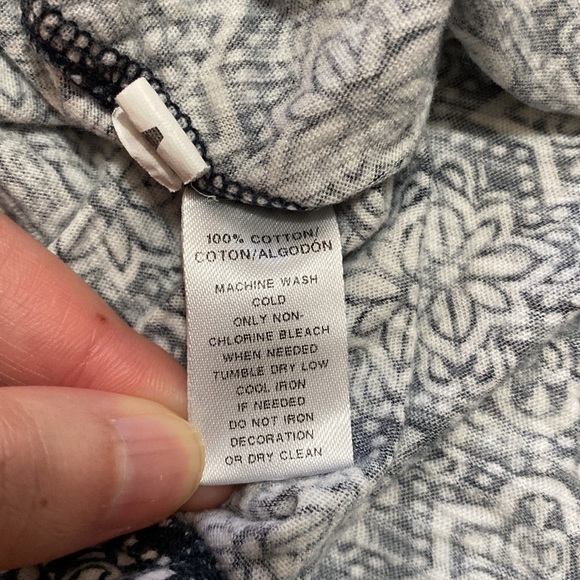 100% COTTON/
COTON/ALGODÓN
MACHINE WASH
COLD
ONLY NON-
CHLORINE BLEACH
WHEN NEEDED
TUMBLE DRY LOW
COOL IRON
IF NEEDED
DO NOT IRON
DECORATION
OR DRY CLEAN